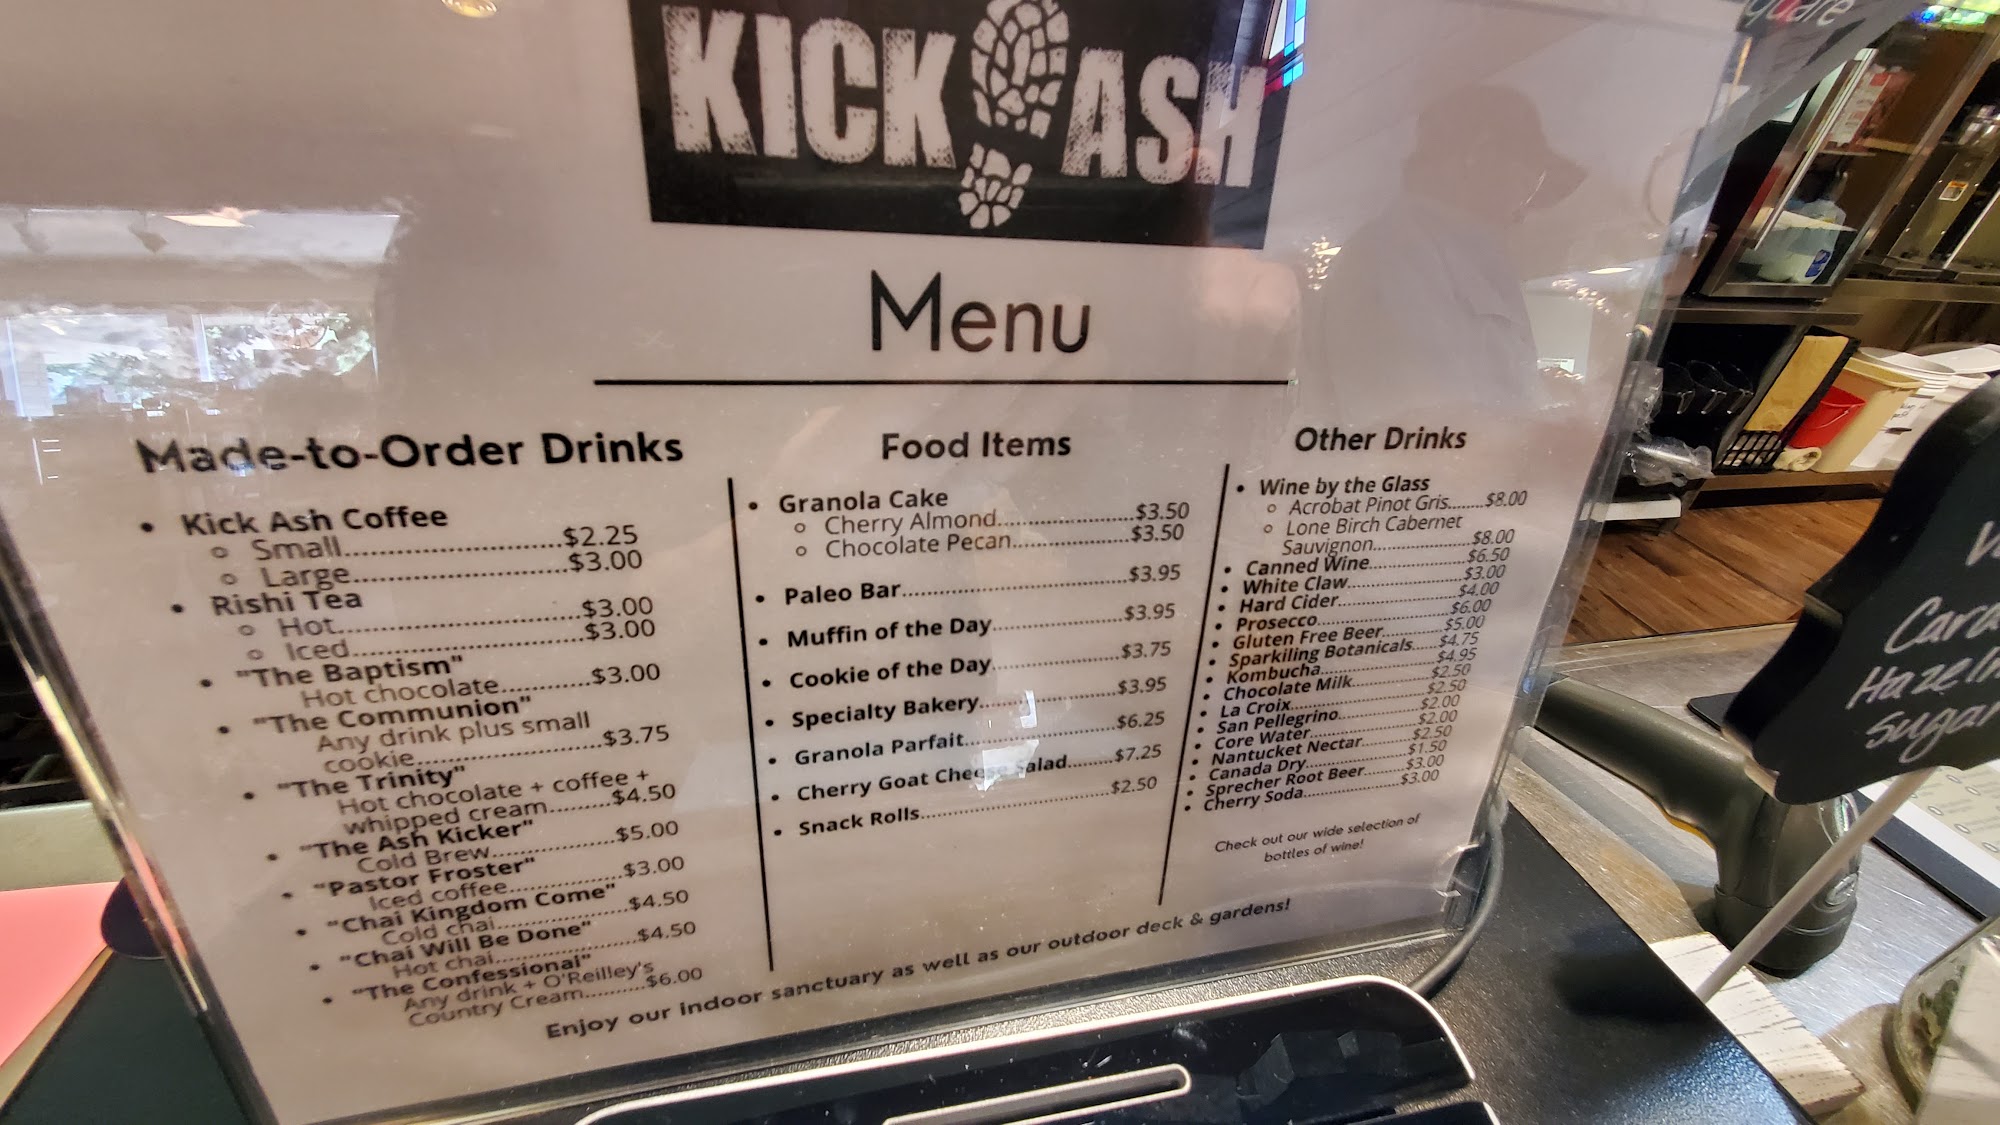 KICK ASH
Menu
Made-to-Order Drinks
• Kick Ash Coffee
○ Small..........................$2.25
○ Large..........................$3.00
• Rishi Tea
○ Hot..............................$3.00
○ Iced.............................$3.00
• "The Baptism"
Hot chocolate............$3.00
• "The Communion"
Any drink plus small
cookie........................$3.75
• "The Trinity"
Hot chocolate + coffee +
whipped cream.........$4.50
• "The Ash Kicker"
Cold Brew..................$5.00
• "Pastor Froster"
Iced coffee.................$3.00
• "Chai Kingdom Come"
Cold chai....................$4.50
• "Chai Will Be Done"
Hot chai.....................$4.50
• "The Confessional"
Any drink + O'Reilley's
Country Cream..........$6.00
Food Items
• Granola Cake
○ Cherry Almond......................$3.50
○ Chocolate Pecan...................$3.50
• Paleo Bar....................................$3.95
• Muffin of the Day.....................$3.95
• Cookie of the Day.....................$3.75
• Specialty Bakery.......................$3.95
• Granola Parfait.........................$6.25
• Cherry Goat Cheese Salad........$7.25
• Snack Rolls................................$2.50
Other Drinks
• Wine by the Glass
○ Acrobat Pinot Gris.......$8.00
○ Lone Birch Cabernet
Sauvignon....................$8.00
• Canned Wine....................$6.50
• White Claw.......................$3.00
• Hard Cider........................$4.00
• Prosecco...........................$6.00
• Gluten Free Beer..............$5.00
• Sparkiling Botanicals.......$4.75
• Kombucha........................$4.95
• Chocolate Milk.................$2.50
• La Croix............................$2.50
• San Pellegrino..................$2.00
• Core Water.......................$2.00
• Nantucket Nectar.............$2.50
• Canada Dry.......................$1.50
• Sprecher Root Beer..........$3.00
• Cherry Soda......................$3.00
Check out our wide selection of
bottles of wine!
Enjoy our indoor sanctuary as well as our outdoor deck & gardens!